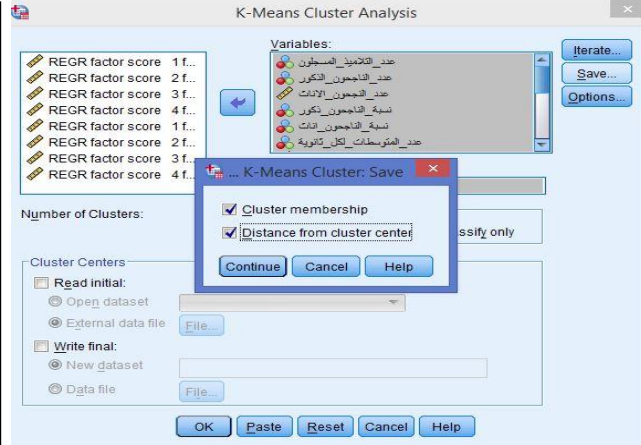 K-Means Cluster Analysis
Variables:
REGR factor score 1 f...
REGR factor score 2 f...
REGR factor score 3 f...
REGR factor score 4 f...
REGR factor score 1 f...
REGR factor score 2 f...
REGR factor score 3 f...
REGR factor score 4 f...
عدد_التلاميذ_المسجلون
عدد_الناجحون_الذكور
عدد_النجمون_الاناث
نسبة_الناجحون_ذكور
نسبة_الناجحون_اناث
عدد_المتوسطات_لكل_ثانوية
Iterate...
Save...
Options...
... K-Means Cluster: Save
Cluster membership
Distance from cluster center
Continue Cancel Help
Number of Clusters:
ssify only
Cluster Centers
Read initial:
Open dataset
External data file File...
Write final:
New dataset
Data file File...
OK Paste Reset Cancel Help